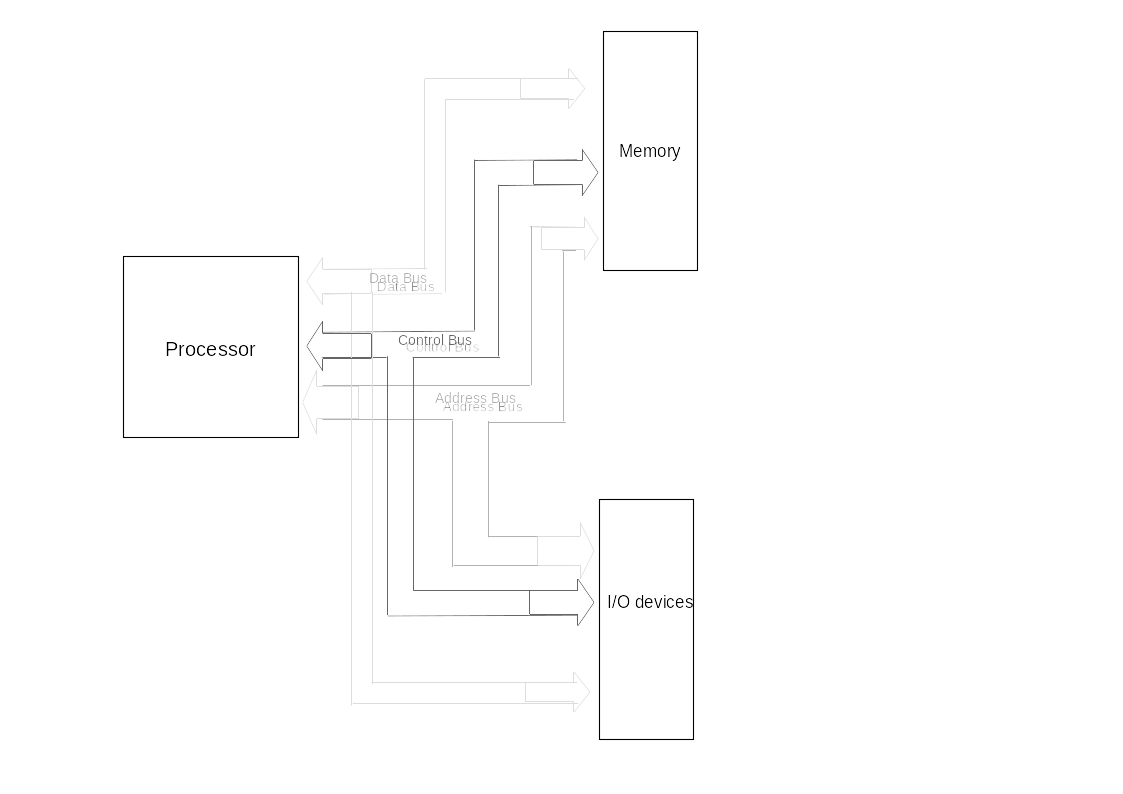 Memory
Data Bus
Data Bus
Processor
Control Bus
Control Bus
Address Bus
Address Bus
I/O devices